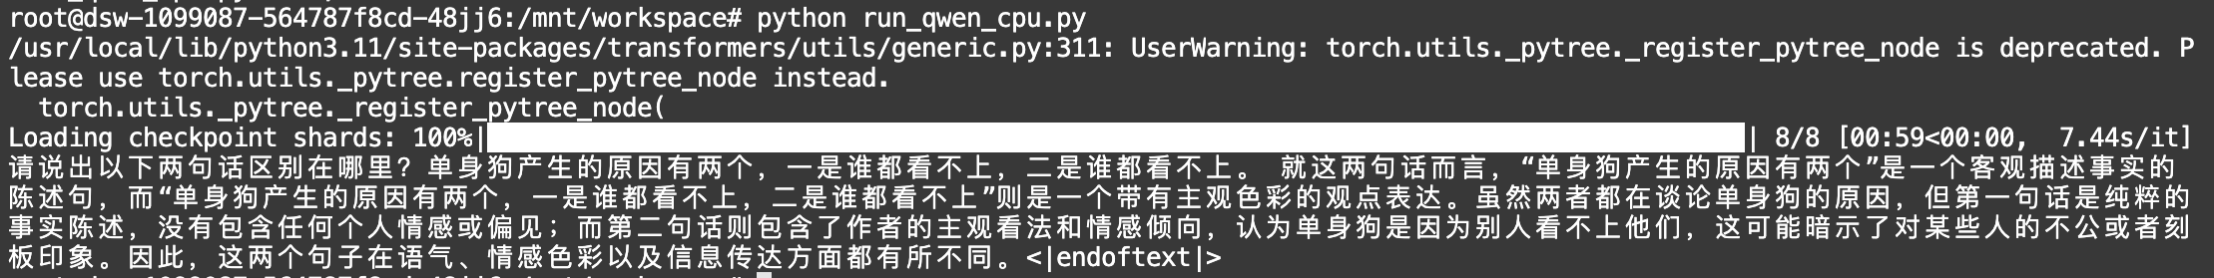 root@dsw-1099087-564787f8cd-48jj6:/mnt/workspace# python run_qwen_cpu.py
/usr/local/lib/python3.11/site-packages/transformers/utils/generic.py:311: UserWarning: torch.utils._pytree._register_pytree_node is deprecated. P
lease use torch.utils._pytree.register_pytree_node instead.
  torch.utils._pytree._register_pytree_node(
Loading checkpoint shards: 100%|| 8/8 [00:59<00:00,  7.44s/it]
请说出以下两句话区别在哪里？单身狗产生的原因有两个，一是谁都看不上，二是谁都看不上。 就这两句话而言，“单身狗产生的原因有两个”是一个客观描述事实的
陈述句，而“单身狗产生的原因有两个，一是谁都看不上，二是谁都看不上”则是一个带有主观色彩的观点表达。虽然两者都在谈论单身狗的原因，但第一句话是纯粹的
事实陈述，没有包含任何个人情感或偏见；而第二句话则包含了作者的主观看法和情感倾向，认为单身狗是因为别人看不上他们，这可能暗示了对某些人的不公或者刻
板印象。因此，这两个句子在语气、情感色彩以及信息传达方面都有所不同。<|endoftext|>